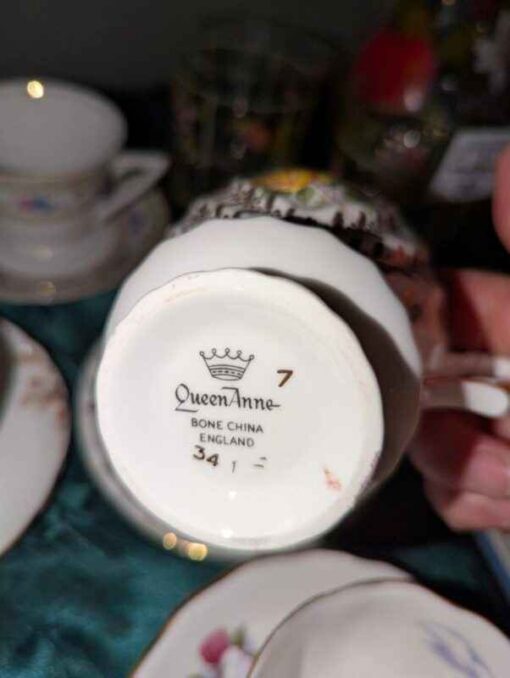 7
Queen Anne
BONE CHINA
ENGLAND
34